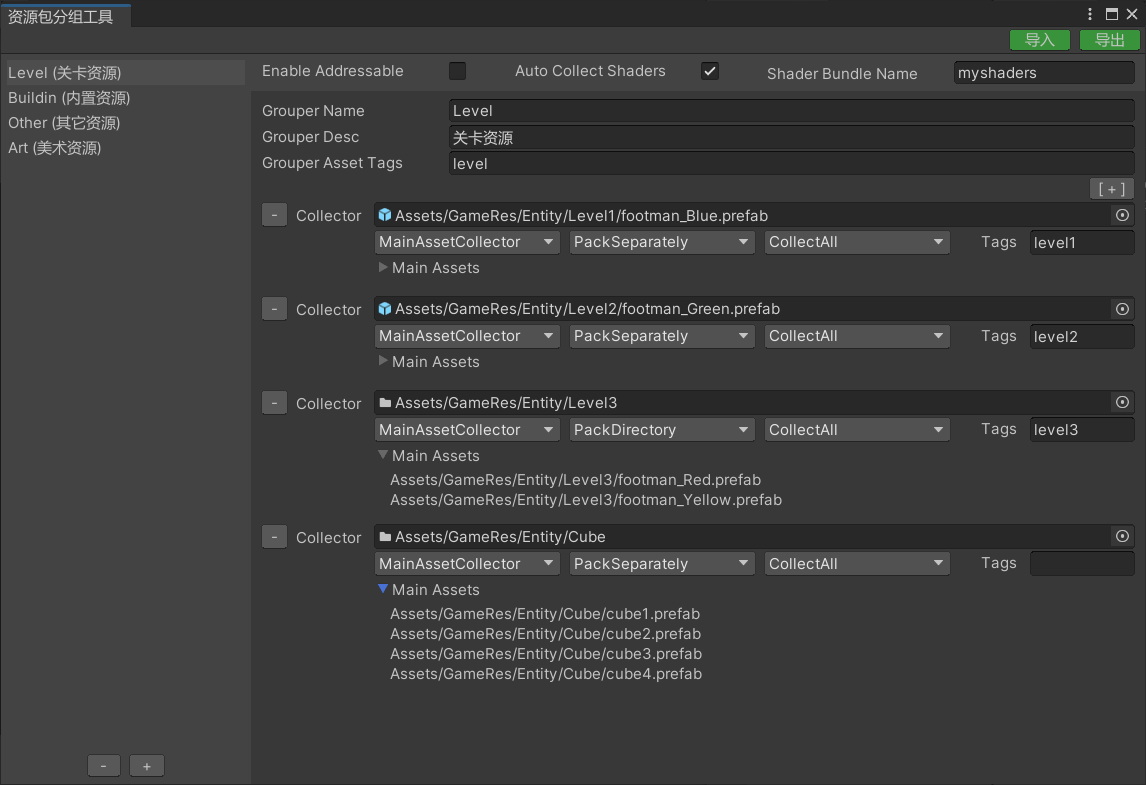 资源包分组工具
导入 导出
Level (关卡资源)
Buildin (内置资源)
Other (其它资源)
Art (美术资源)
- +
Enable Addressable Auto Collect Shaders Shader Bundle Name myshaders
Grouper Name Level
Grouper Desc 关卡资源
Grouper Asset Tags level
[ + ]
- Collector Assets/GameRes/Entity/Level1/footman_Blue.prefab
MainAssetCollector PackSeparately CollectAll Tags level1
Main Assets
- Collector Assets/GameRes/Entity/Level2/footman_Green.prefab
MainAssetCollector PackSeparately CollectAll Tags level2
Main Assets
- Collector Assets/GameRes/Entity/Level3
MainAssetCollector PackDirectory CollectAll Tags level3
Main Assets
Assets/GameRes/Entity/Level3/footman_Red.prefab
Assets/GameRes/Entity/Level3/footman_Yellow.prefab
- Collector Assets/GameRes/Entity/Cube
MainAssetCollector PackSeparately CollectAll Tags
Main Assets
Assets/GameRes/Entity/Cube/cube1.prefab
Assets/GameRes/Entity/Cube/cube2.prefab
Assets/GameRes/Entity/Cube/cube3.prefab
Assets/GameRes/Entity/Cube/cube4.prefab